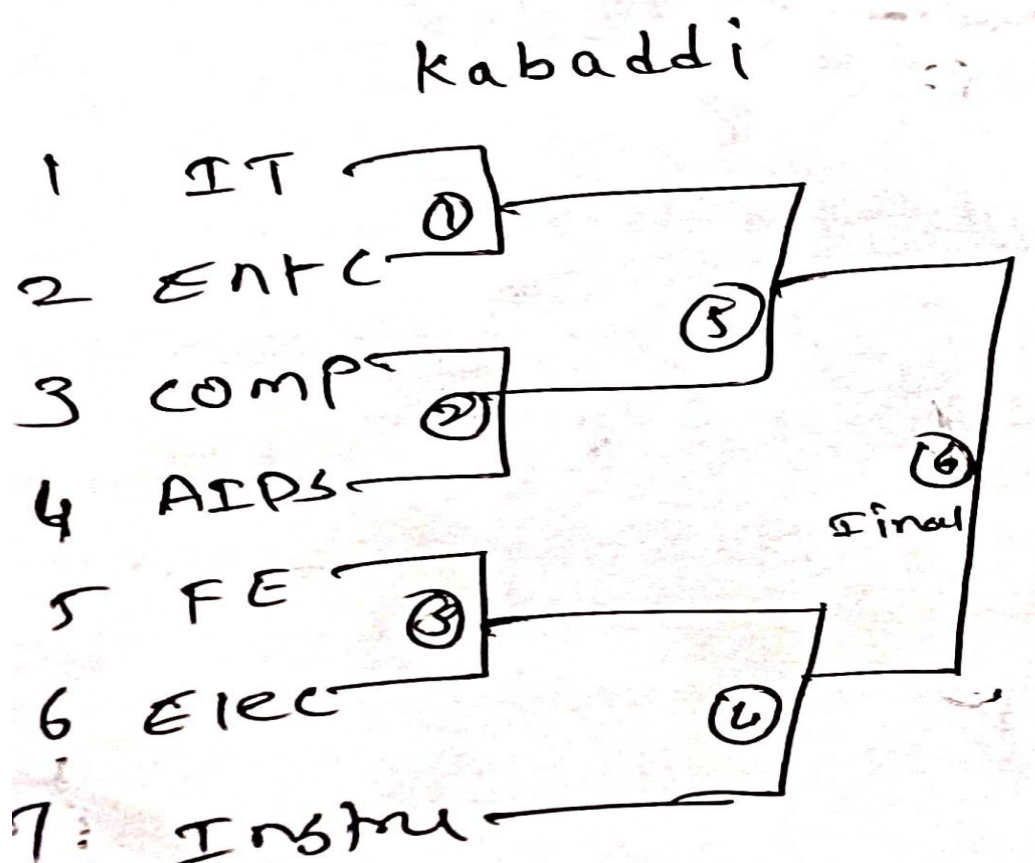 Kabaddi
1 IT
①
2 EntC
⑤
3 comp
②
4 AIDS
⑥
Final
5 FE
③
6 Elec
④
7. Instru